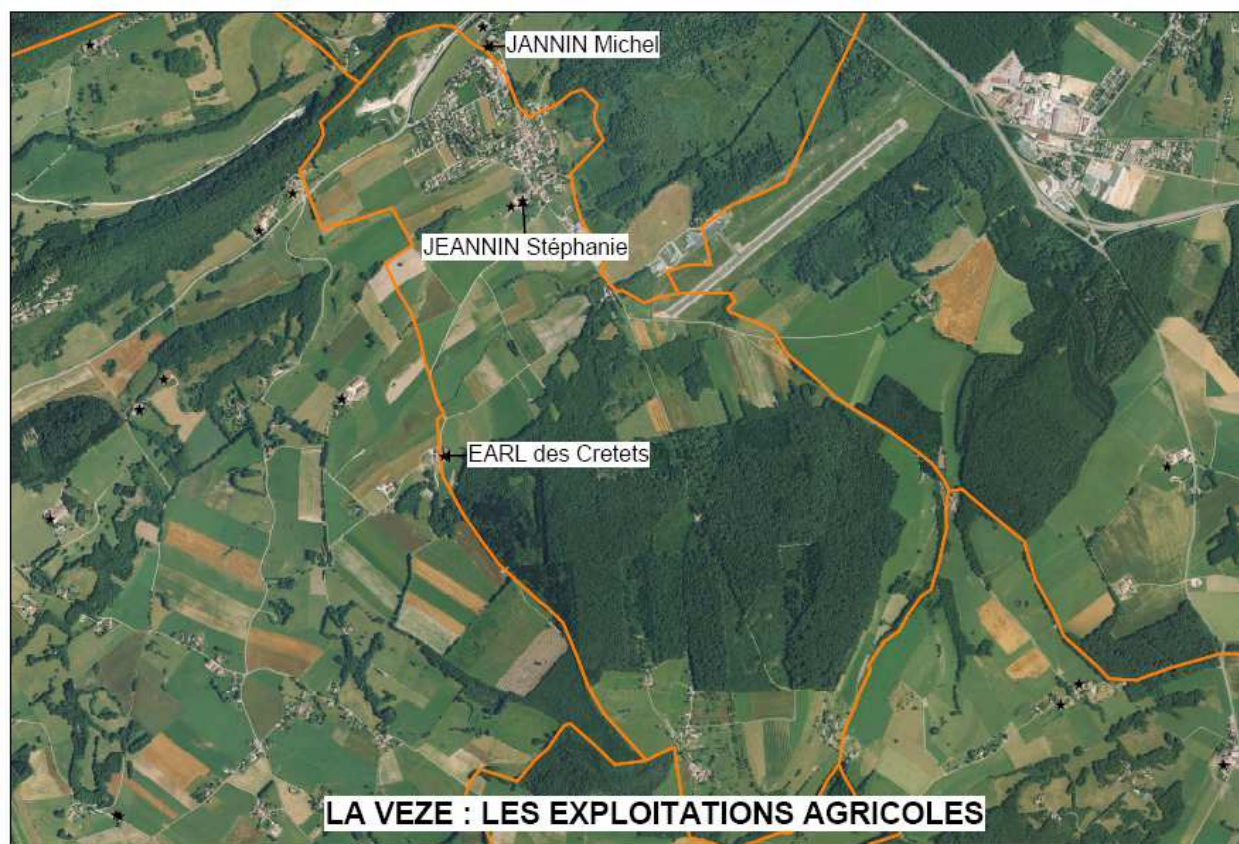 JANNIN Michel
JEANNIN Stéphanie
EARL des Cretets
LA VEZE : LES EXPLOITATIONS AGRICOLES